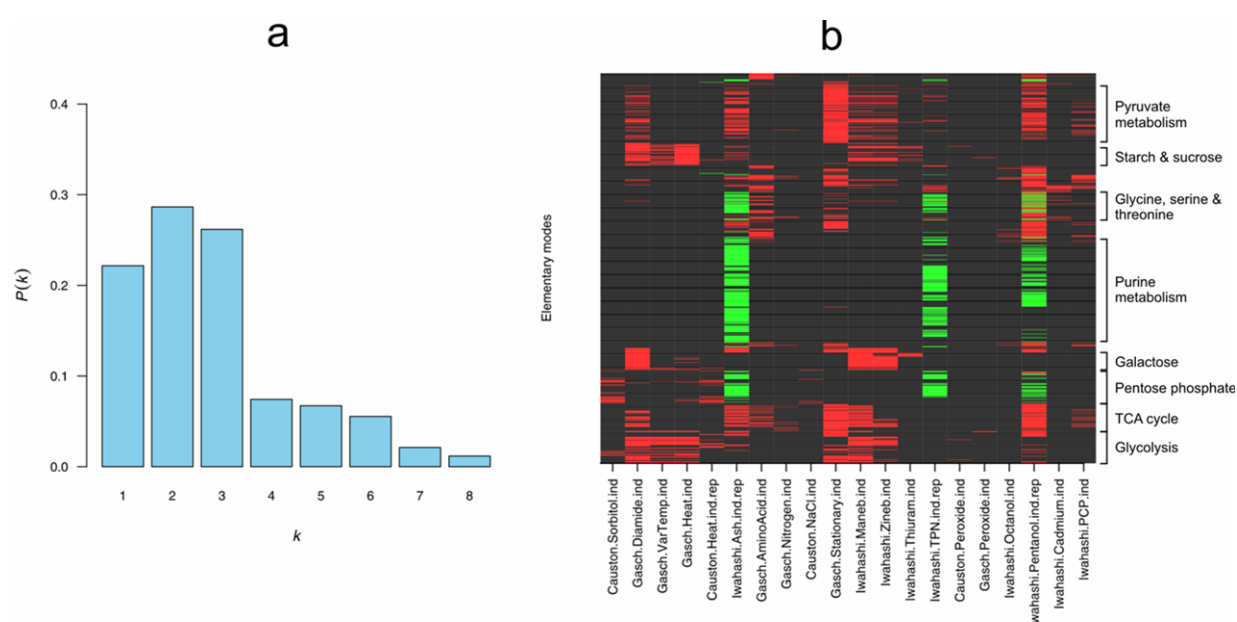 a
b
0.4
0.3
0.2
0.1
0.0
P(k)
1 2 3 4 5 6 7 8
k
Elementary modes
Pyruvate
metabolism
Starch & sucrose
Glycine, serine &
threonine
Purine
metabolism
Galactose
Pentose phosphate
TCA cycle
Glycolysis
Causton.Sorbitol.ind
Gasch.Diamide.ind
Gasch.VarTemp.ind
Gasch.Heat.ind
Causton.Heat.ind.rep
Iwahashi.Ash.ind.rep
Gasch.AminoAcid.ind
Gasch.Nitrogen.ind
Causton.NaCl.ind
Gasch.Stationary.ind
Iwahashi.Maneb.ind
Iwahashi.Zineb.ind
Iwahashi.Thiuram.ind
Iwahashi.TPN.ind.rep
Causton.Peroxide.ind
Gasch.Peroxide.ind
Iwahashi.Octanol.ind
wahashi.Pentanol.ind.rep
Iwahashi.Cadmium.ind
Iwahashi.PCP.ind